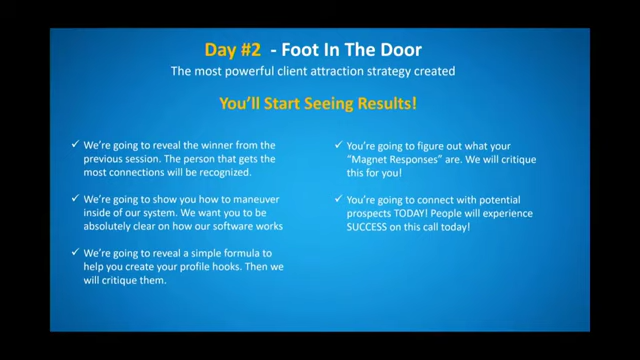 Day #2 - Foot In The Door
The most powerful client attraction strategy created
You'll Start Seeing Results!
✓ We're going to reveal the winner from the
previous session. The person that gets the
most connections will be recognized.
✓ We're going to show you how to maneuver
inside of our system. We want you to be
absolutely clear on how our software works
✓ We're going to reveal a simple formula to
help you create your profile hooks. Then we
will critique them.
✓ You're going to figure out what your
"Magnet Responses" are. We will critique
this for you!
✓ You're going to connect with potential
prospects TODAY! People will experience
SUCCESS on this call today!